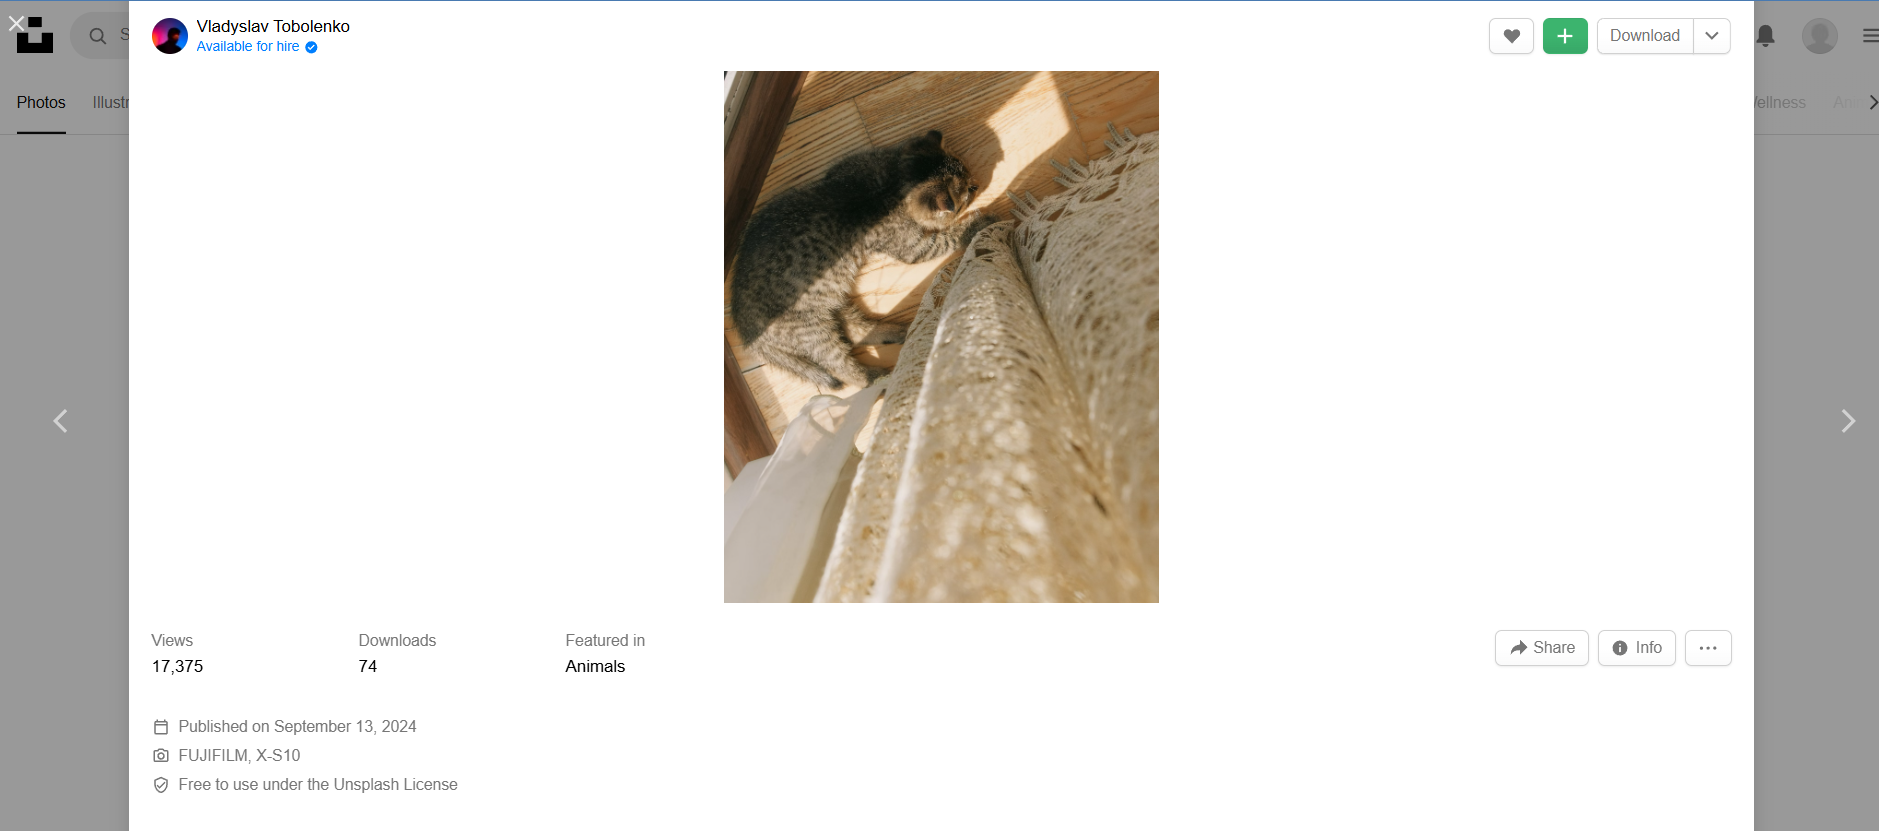 Vladyslav Tobolenko
Available for hire
Download
Photos
Views
17,375
Downloads
74
Featured in
Animals
Share
Info
Published on September 13, 2024
FUJIFILM, X-S10
Free to use under the Unsplash License